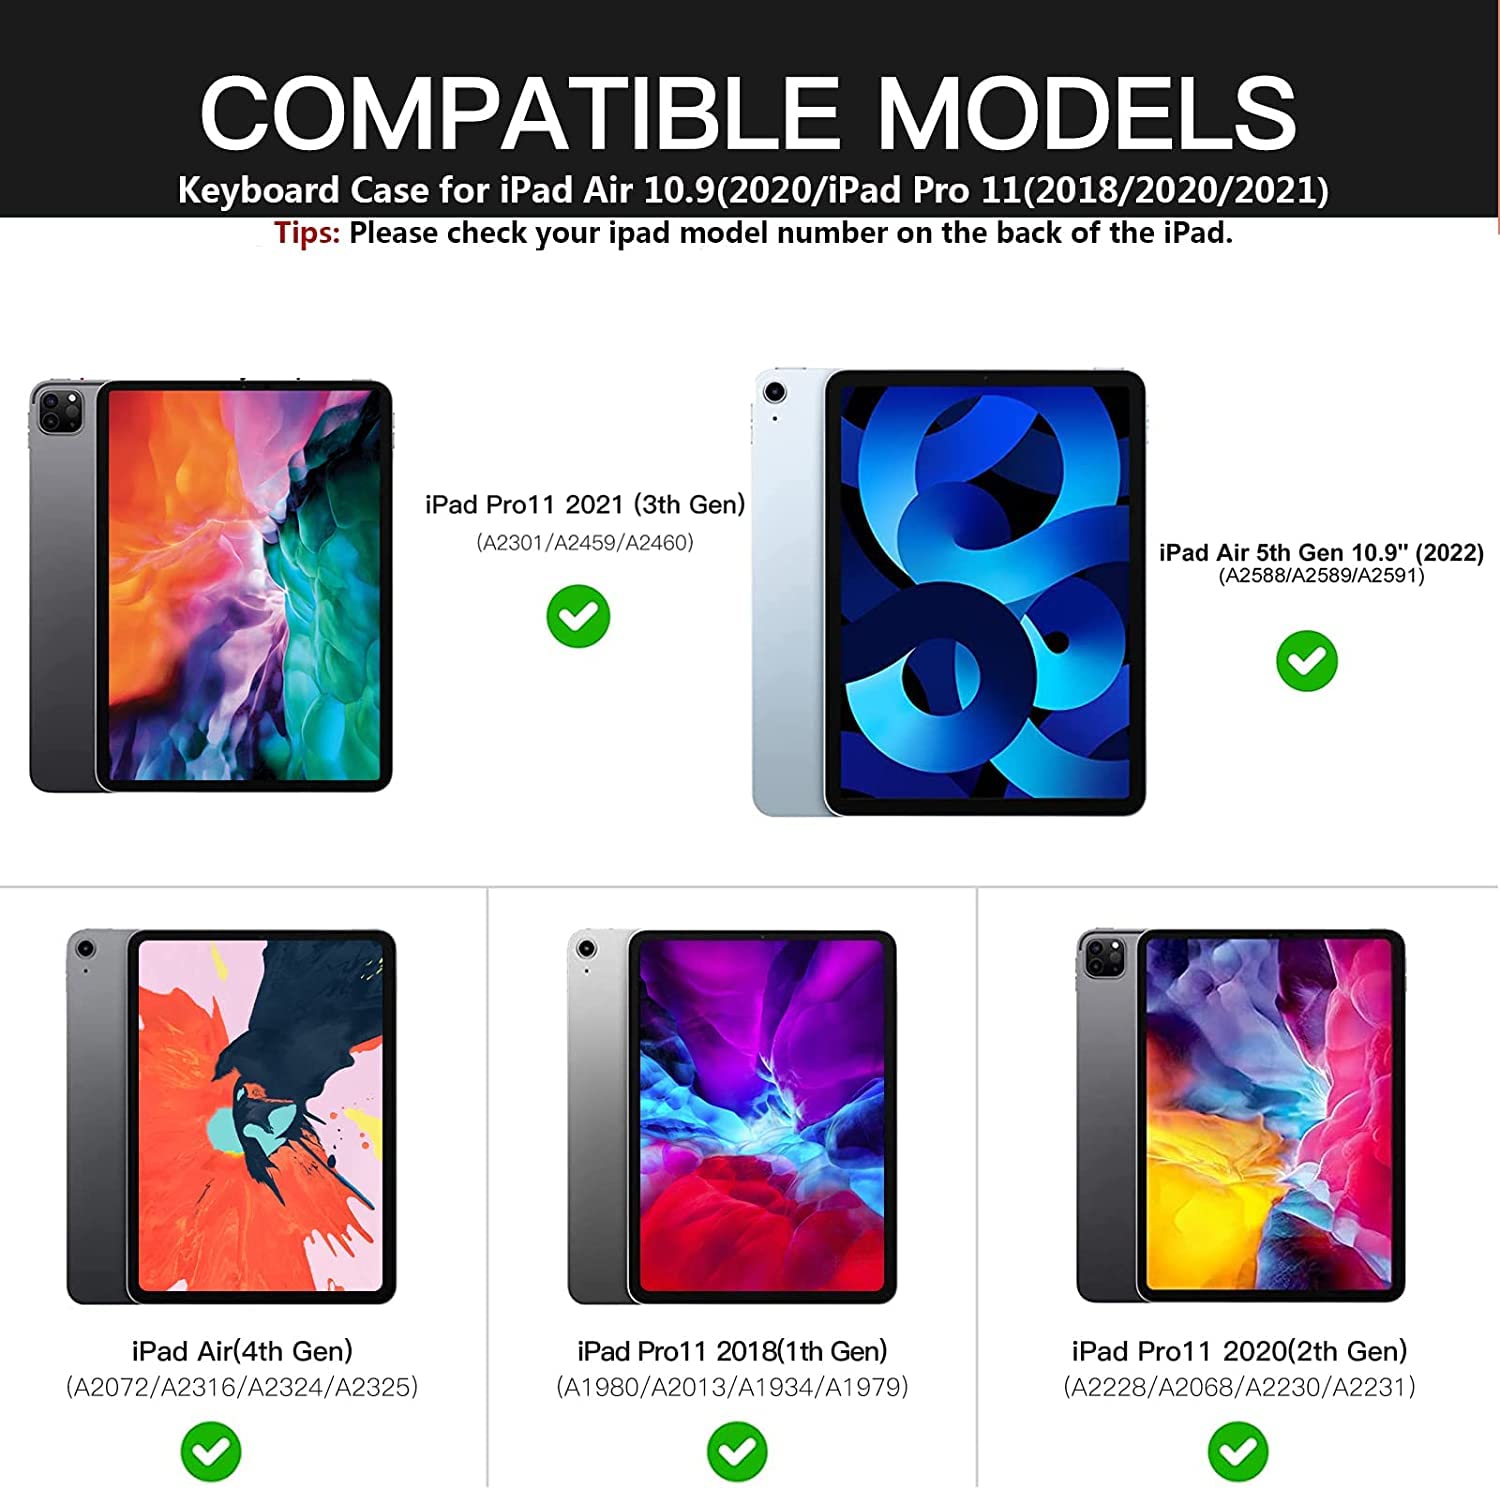 COMPATIBLE MODELS
Keyboard Case for iPad Air 10.9(2020/iPad Pro 11(2018/2020/2021)
Tips: Please check your ipad model number on the back of the iPad.
iPad Pro11 2021 (3th Gen)
(A2301/A2459/A2460)
iPad Air 5th Gen 10.9" (2022)
(A2588/A2589/A2591)
iPad Air(4th Gen)
(A2072/A2316/A2324/A2325)
iPad Pro11 2018(1th Gen)
(A1980/A2013/A1934/A1979)
iPad Pro11 2020(2th Gen)
(A2228/A2068/A2230/A2231)